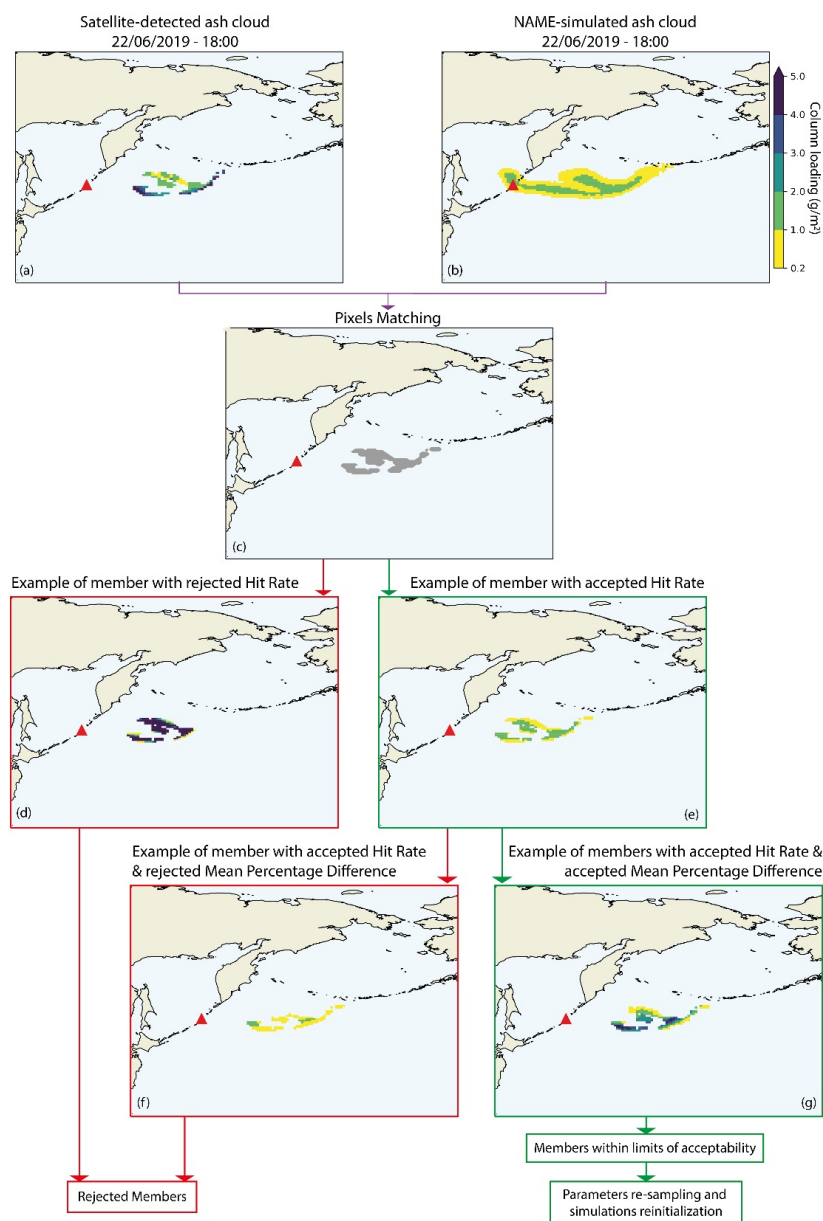 Satellite-detected ash cloud
22/06/2019 - 18:00
NAME-simulated ash cloud
22/06/2019 - 18:00
5.0
4.0
3.0
2.0
1.0
0.2
Column loading (g/m²)
(a)
(b)
Pixels Matching
(c)
Example of member with rejected Hit Rate
Example of member with accepted Hit Rate
(d)
(e)
Example of member with accepted Hit Rate
& rejected Mean Percentage Difference
Example of members with accepted Hit Rate &
accepted Mean Percentage Difference
(f)
(g)
Members within limits of acceptability
Rejected Members
Parameters re-sampling and
simulations reinitialization